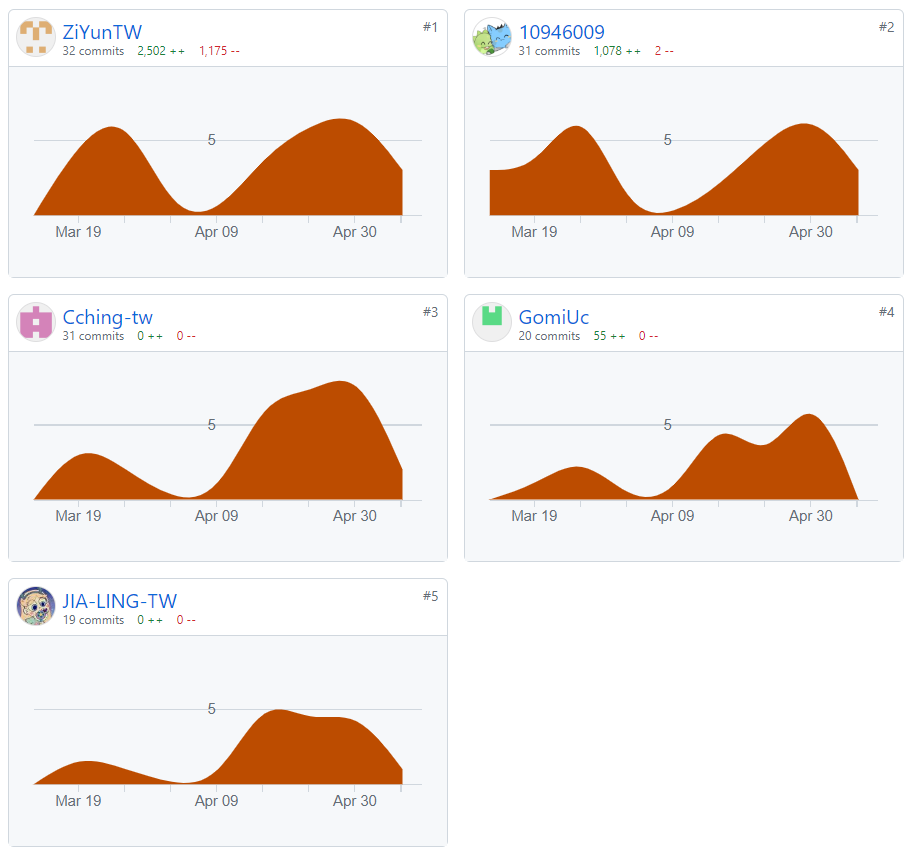 ZiYunTW #1
32 commits 2,502 ++ 1,175 --
5
Mar 19 Apr 09 Apr 30
10946009 #2
31 commits 1,078 ++ 2 --
5
Mar 19 Apr 09 Apr 30
Cching-tw #3
31 commits 0 ++ 0 --
5
Mar 19 Apr 09 Apr 30
GomiUc #4
20 commits 55 ++ 0 --
5
Mar 19 Apr 09 Apr 30
JIA-LING-TW #5
19 commits 0 ++ 0 --
5
Mar 19 Apr 09 Apr 30